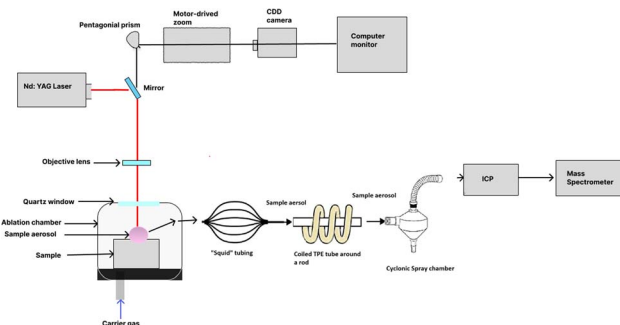 Pentagonial prism
Motor-drived
zoom
CDD
camera
Computer
monitor
Nd: YAG Laser
Mirror
Objective lens
Quartz window
Ablation chamber
Sample aerosol
Sample
Carrier gas
"Squid" tubing
Sample aersol
Coiled TPE tube around
a rod
Sample aerosol
Cyclonic Spray chamber
ICP
Mass
Spectrometer